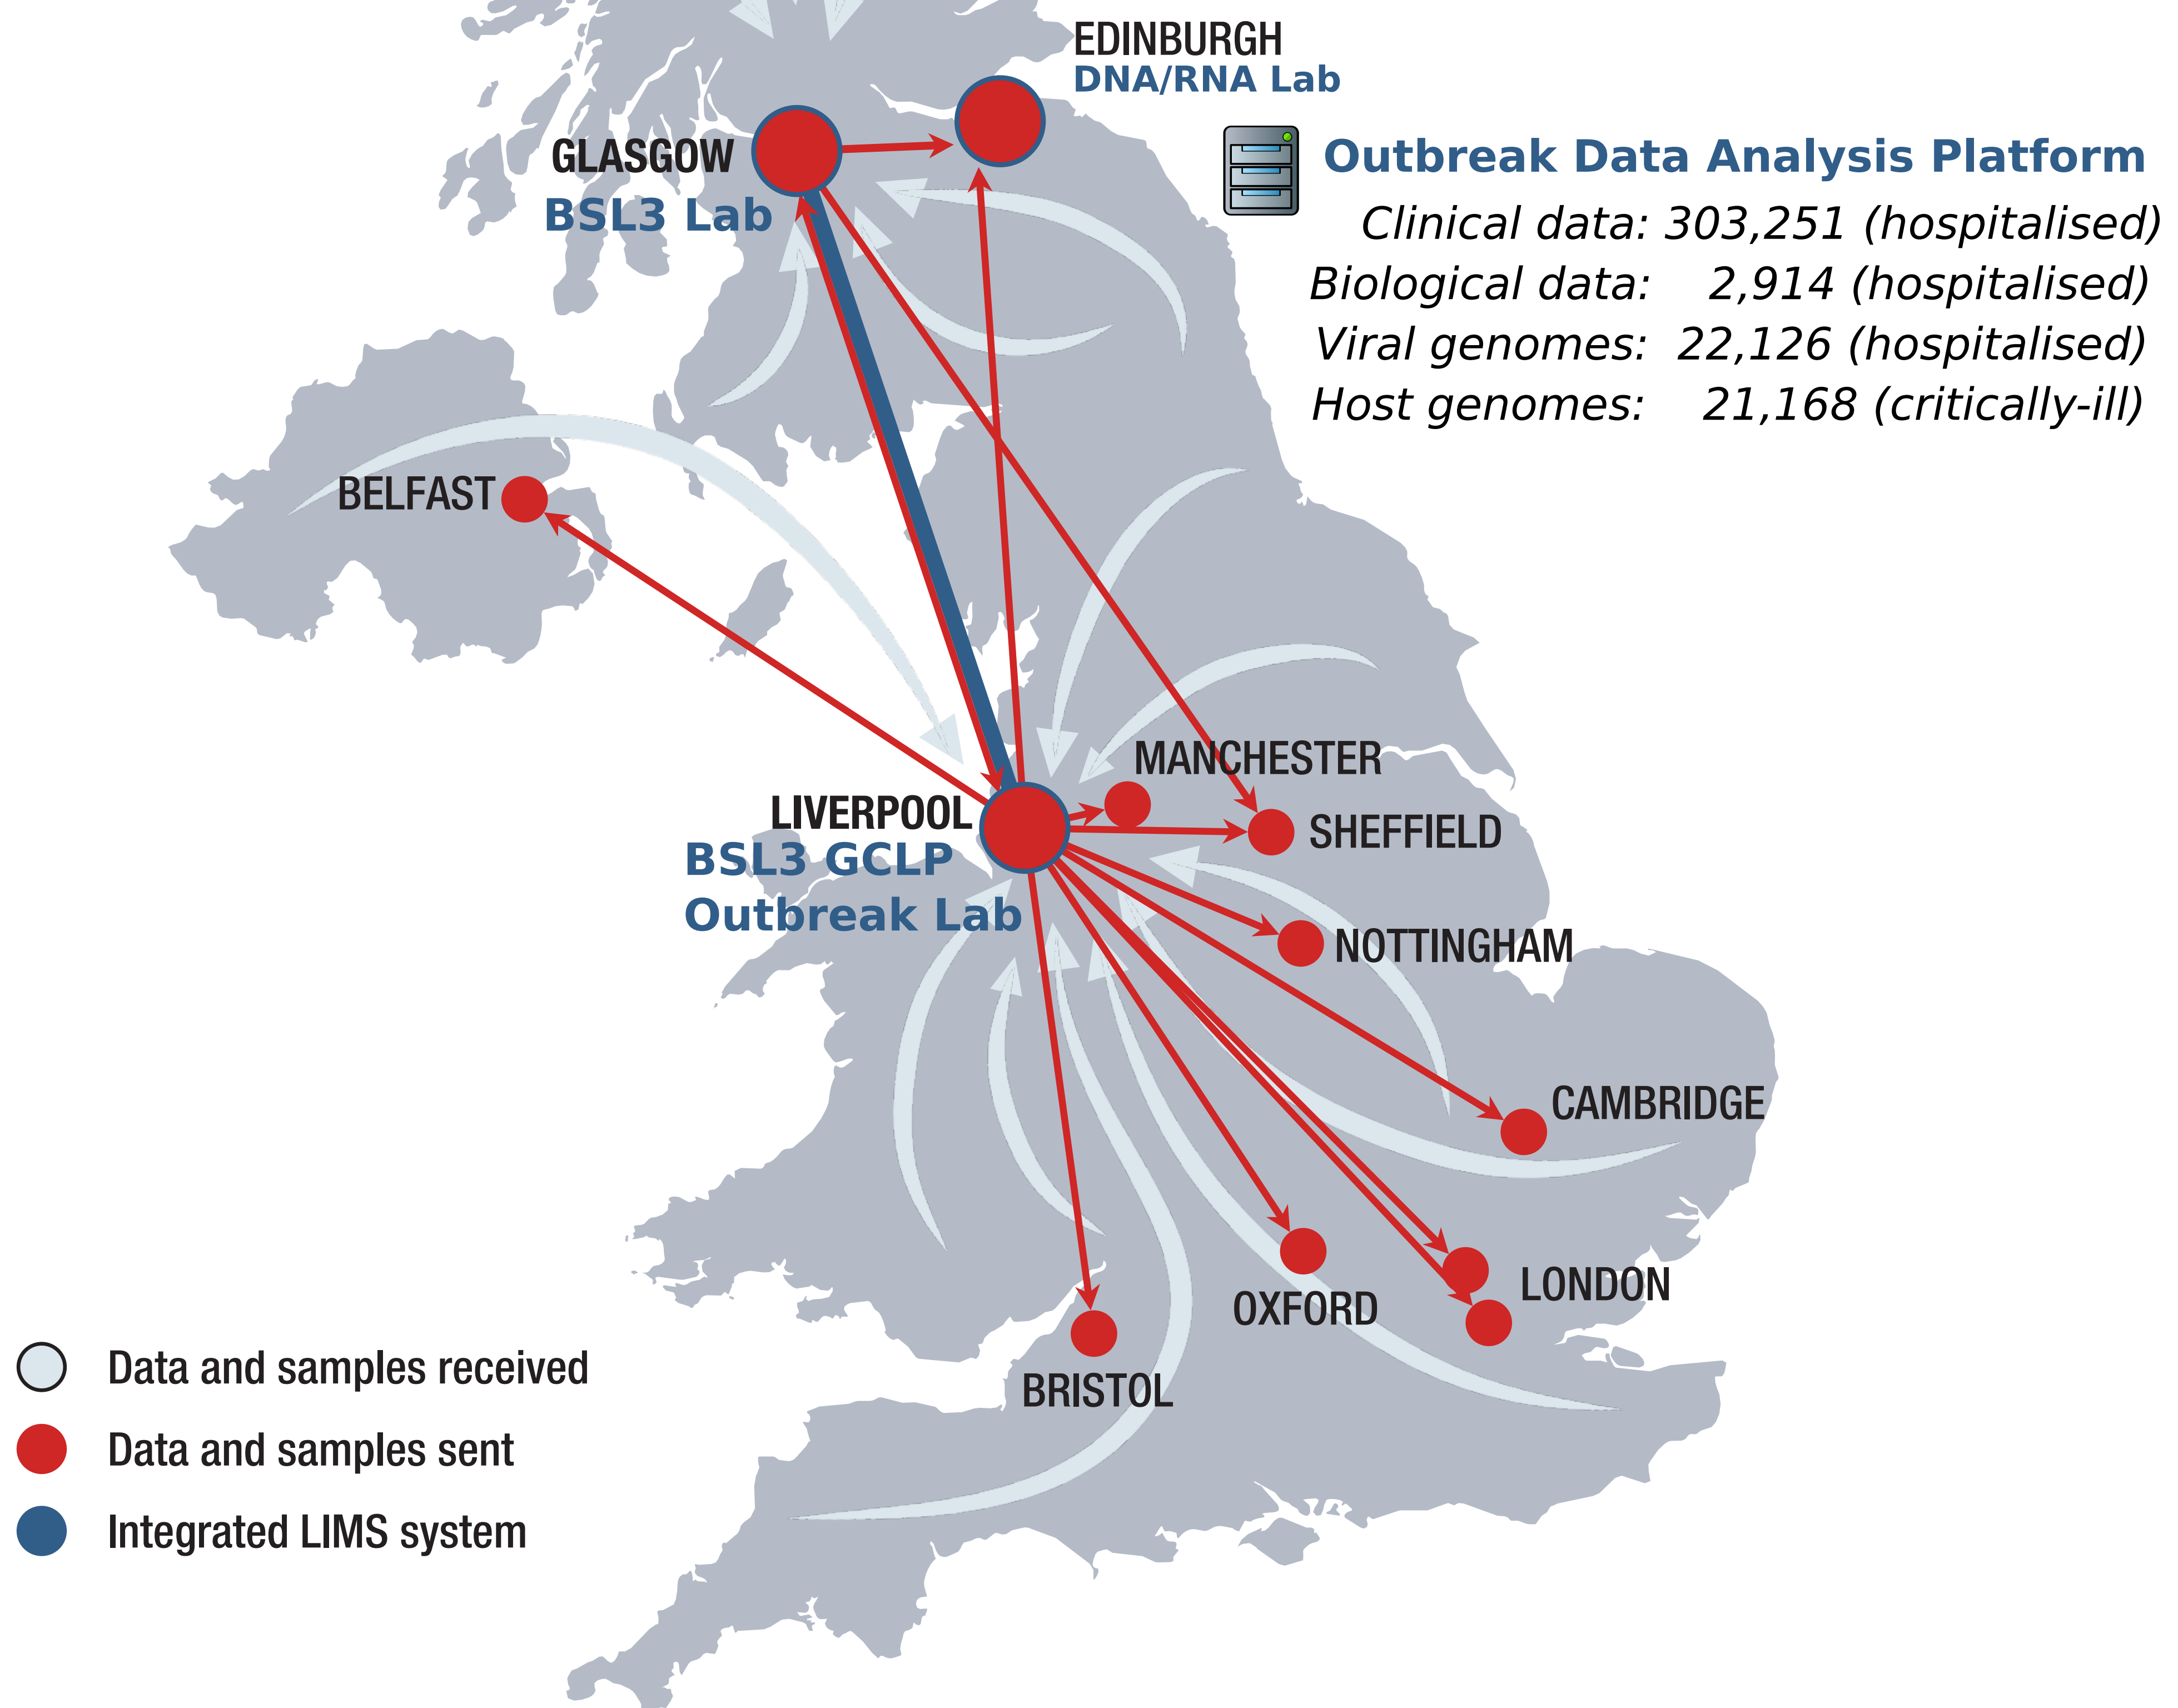 EDINBURGH
DNA/RNA Lab
GLASGOW
BSL3 Lab
Outbreak Data Analysis Platform
Clinical data: 303,251 (hospitalised)
Biological data: 2,914 (hospitalised)
Viral genomes: 22,126 (hospitalised)
Host genomes: 21,168 (critically-ill)
BELFAST
MANCHESTER
LIVERPOOL
BSL3 GCLP
Outbreak Lab
SHEFFIELD
NOTTINGHAM
CAMBRIDGE
LONDON
OXFORD
BRISTOL
Data and samples received
Data and samples sent
Integrated LIMS system